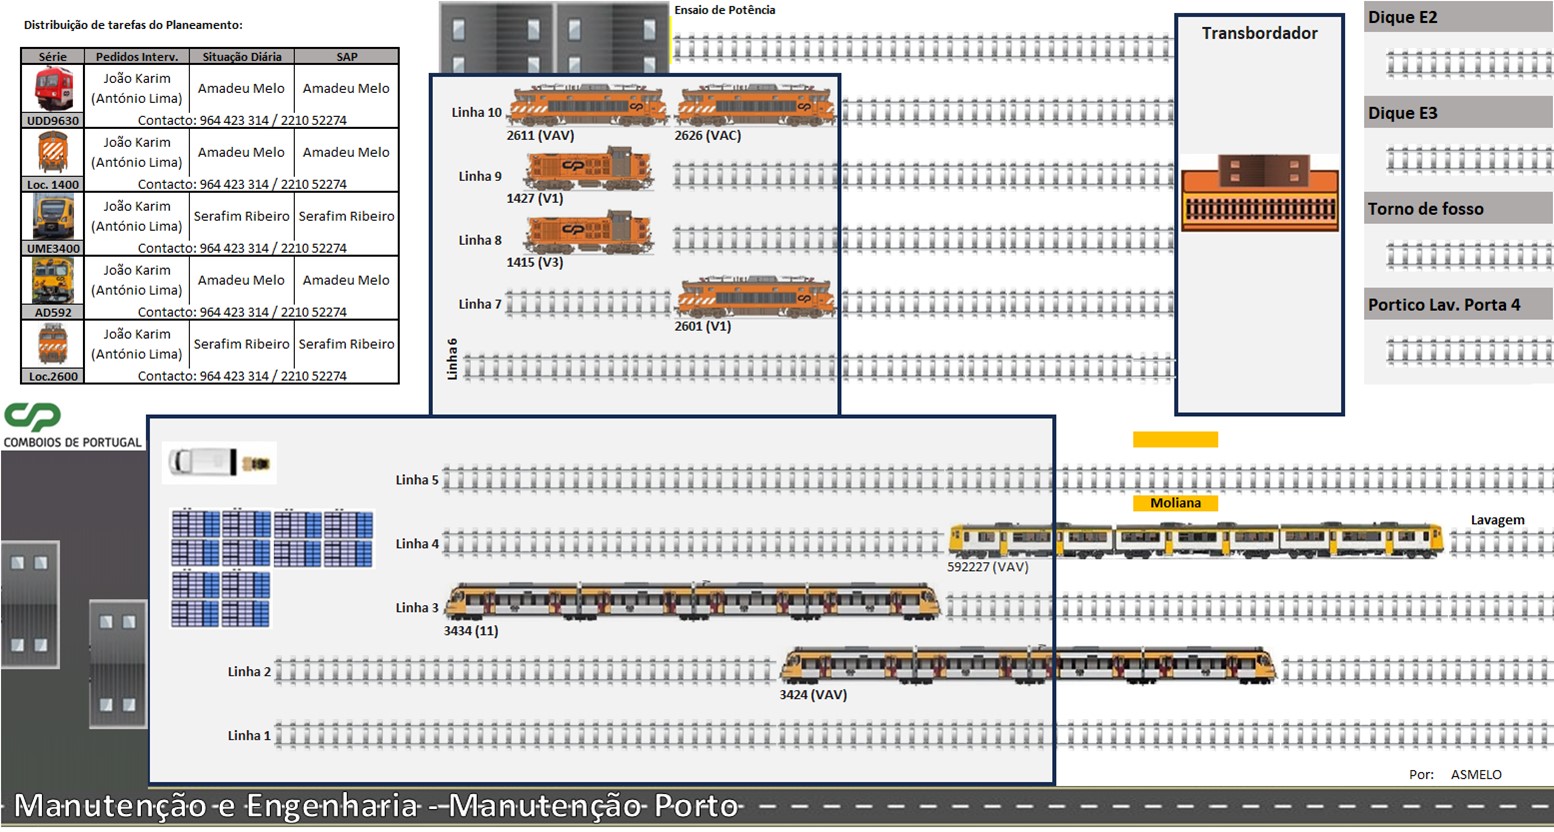 Distribuição de tarefas do Planeamento:
Série Pedidos Interv. Situação Diária SAP
João Karim
(António Lima)
Amadeu Melo Amadeu Melo
UDD9630 Contacto: 964 423 314 / 2210 52274
João Karim
(António Lima)
Amadeu Melo Amadeu Melo
Loc. 1400 Contacto: 964 423 314 / 2210 52274
João Karim
(António Lima)
Serafim Ribeiro Serafim Ribeiro
UME3400 Contacto: 964 423 314 / 2210 52274
João Karim
(António Lima)
Amadeu Melo Amadeu Melo
AD592 Contacto: 964 423 314 / 2210 52274
João Karim
(António Lima)
Serafim Ribeiro Serafim Ribeiro
Loc.2600 Contacto: 964 423 314 / 2210 52274
Ensaio de Potência
Linha 10
2611 (VAV) 2626 (VAC)
Linha 9
1427 (V1)
Linha 8
1415 (V3)
Linha 7
2601 (V1)
Linha6
Transbordador
Dique E2
Dique E3
Torno de fosso
Portico Lav. Porta 4
CP
COMBOIOS DE PORTUGAL
Linha 5
Moliana
Linha 4
Lavagem
592227 (VAV)
Linha 3
3434 (11)
Linha 2
3424 (VAV)
Linha 1
Por: ASMELO
Manutenção e Engenharia - Manutenção Porto